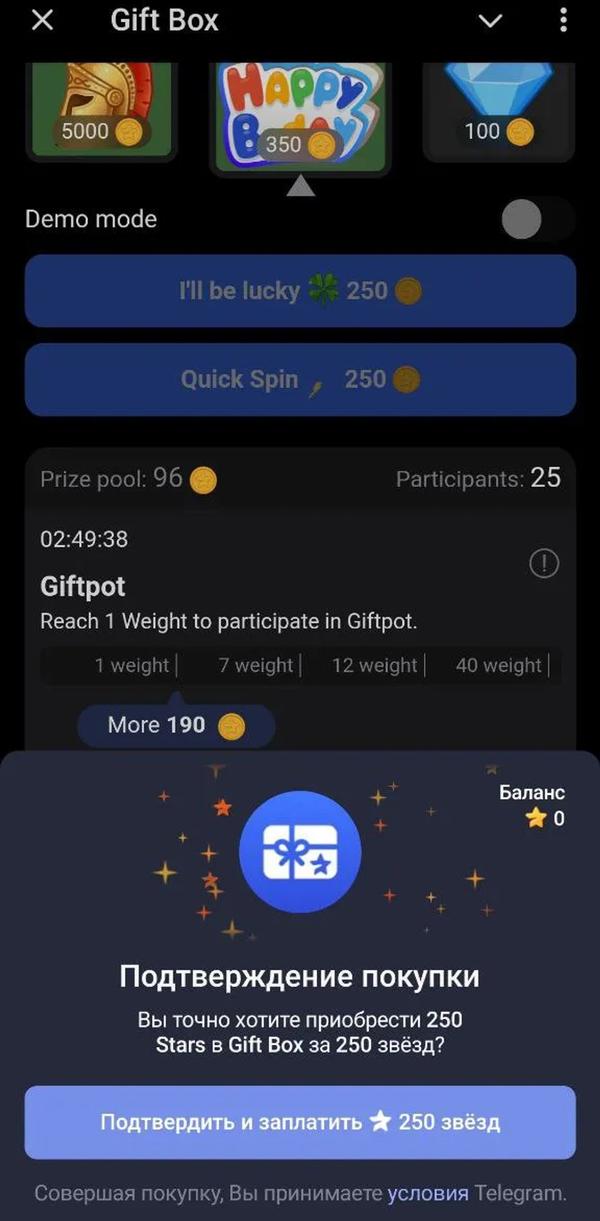 Gift Box
5000
HAPPY
B-day
350
100
Demo mode
I'll be lucky 250
Quick Spin 250
Prize pool: 96
Participants: 25
02:49:38
Giftpot
Reach 1 Weight to participate in Giftpot.
1 weight
7 weight
12 weight
40 weight
More 190
Баланс
0
Подтверждение покупки
Вы точно хотите приобрести 250
Stars в Gift Box за 250 звёзд?
Подтвердить и заплатить 250 звёзд
Совершая покупку, Вы принимаете условия Telegram.